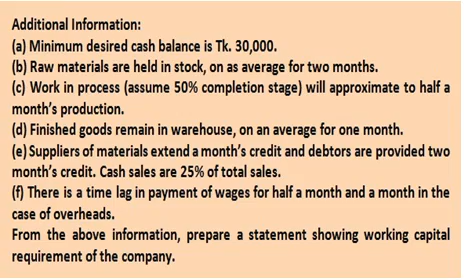 Additional Information:
(a) Minimum desired cash balance is Tk. 30,000.
(b) Raw materials are held in stock, on as average for two months.
(c) Work in process (assume 50% completion stage) will approximate to half a
month's production.
(d) Finished goods remain in warehouse, on an average for one month.
(e) Suppliers of materials extend a month's credit and debtors are provided two
month's credit. Cash sales are 25% of total sales.
(f) There is a time lag in payment of wages for half a month and a month in the
case of overheads.
From the above information, prepare a statement showing working capital
requirement of the company.